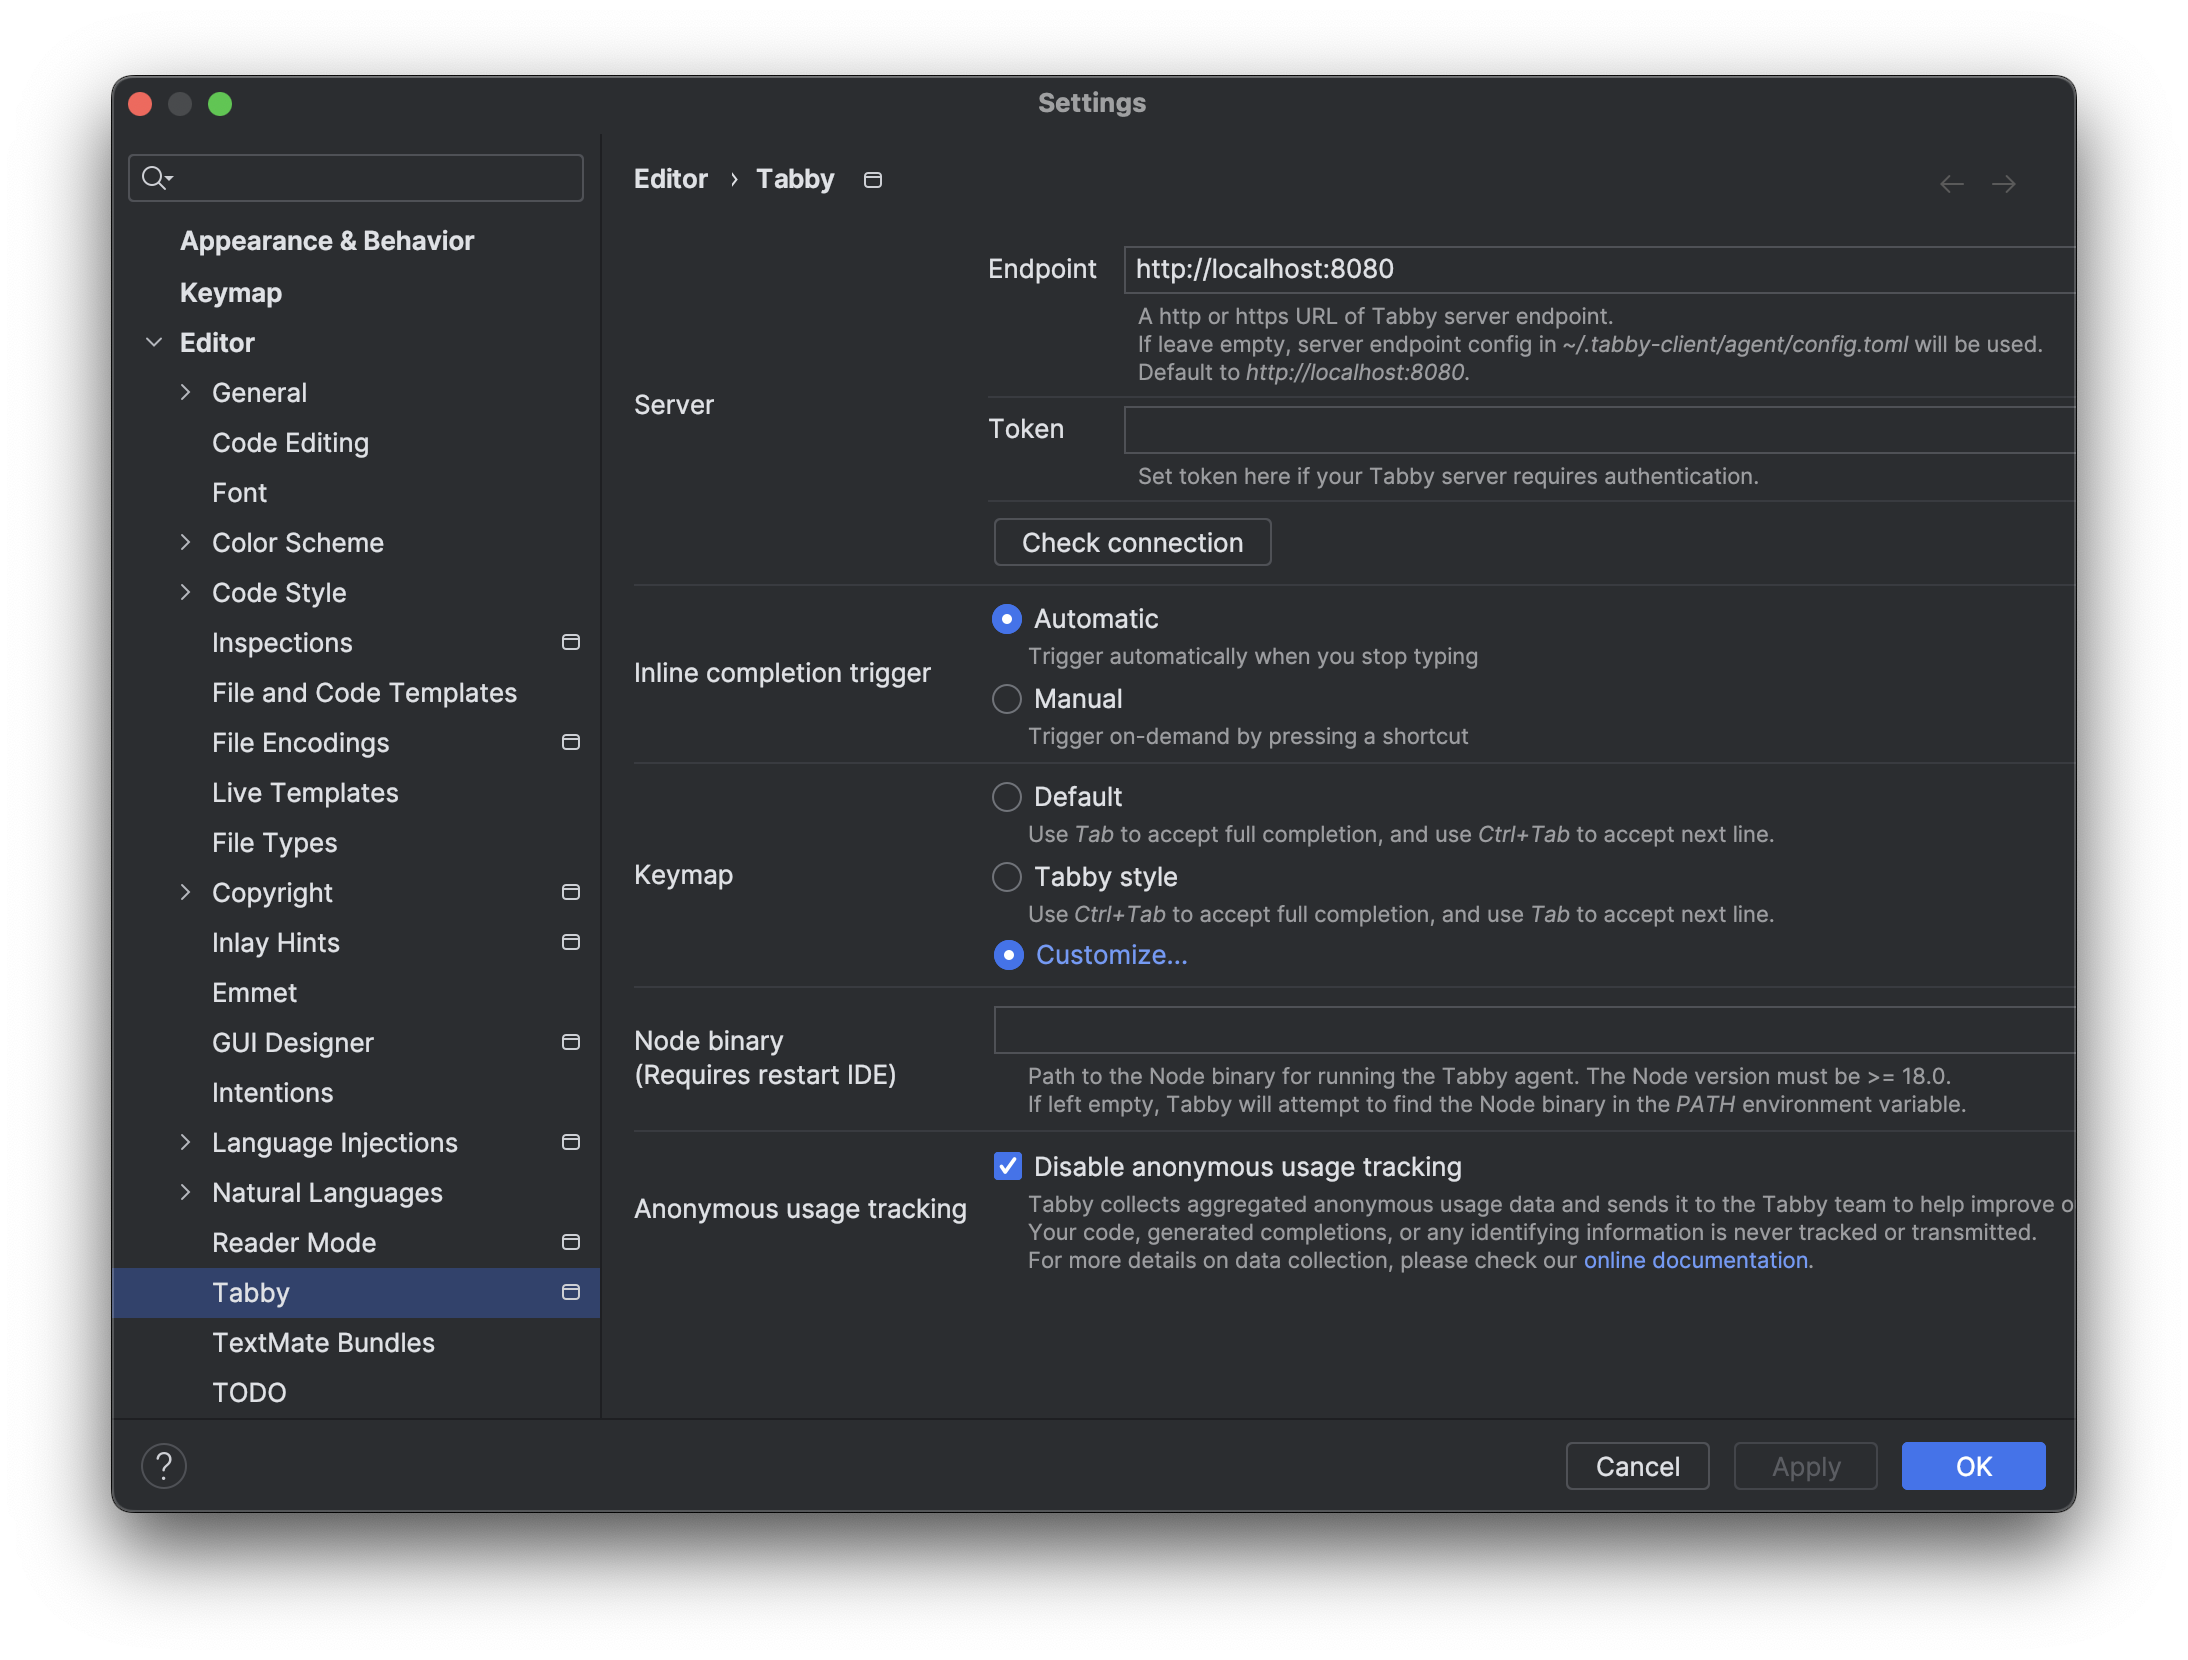 Settings
Appearance & Behavior
Keymap
Editor
General
Code Editing
Font
Color Scheme
Code Style
Inspections
File and Code Templates
File Encodings
Live Templates
File Types
Copyright
Inlay Hints
Emmet
GUI Designer
Intentions
Language Injections
Natural Languages
Reader Mode
Tabby
TextMate Bundles
TODO
Editor › Tabby
Server
Endpoint http://localhost:8080
A http or https URL of Tabby server endpoint.
If leave empty, server endpoint config in ~/.tabby-client/agent/config.toml will be used.
Default to http://localhost:8080.
Token
Set token here if your Tabby server requires authentication.
Check connection
Inline completion trigger
Automatic
Trigger automatically when you stop typing
Manual
Trigger on-demand by pressing a shortcut
Keymap
Default
Use Tab to accept full completion, and use Ctrl+Tab to accept next line.
Tabby style
Use Ctrl+Tab to accept full completion, and use Tab to accept next line.
Customize...
Node binary
(Requires restart IDE)
Path to the Node binary for running the Tabby agent. The Node version must be >= 18.0.
If left empty, Tabby will attempt to find the Node binary in the PATH environment variable.
Anonymous usage tracking
Disable anonymous usage tracking
Tabby collects aggregated anonymous usage data and sends it to the Tabby team to help improve o
Your code, generated completions, or any identifying information is never tracked or transmitted.
For more details on data collection, please check our online documentation.
?
Cancel
Apply
OK